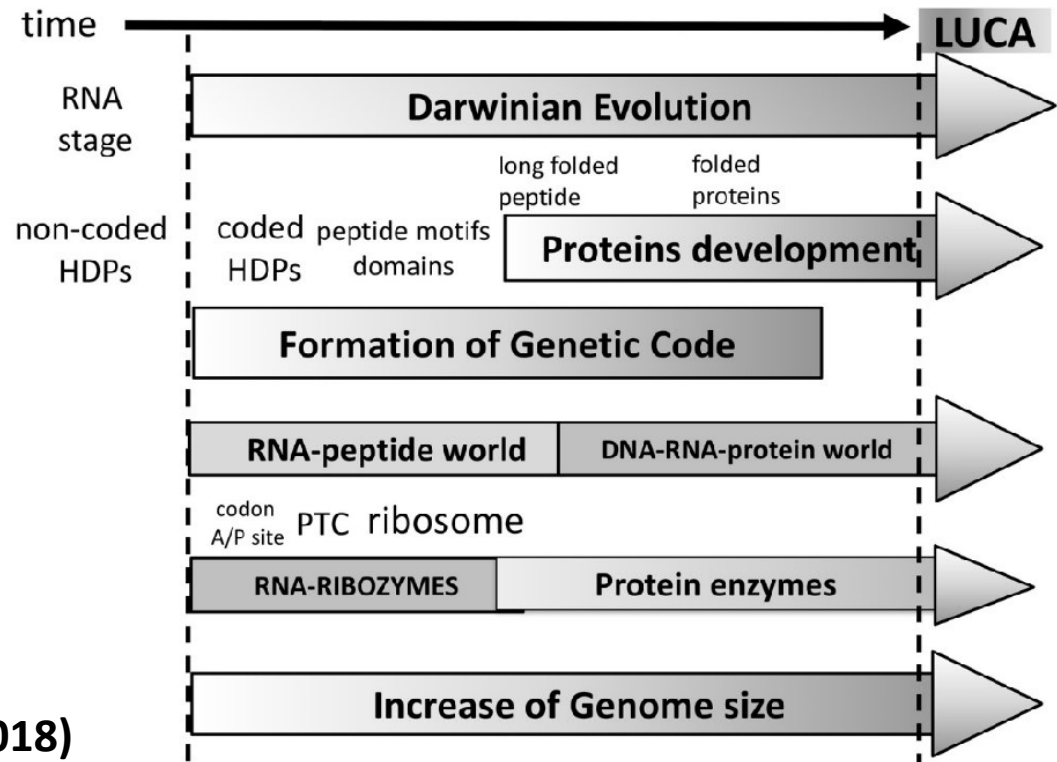 time
LUCA
RNA
stage
Darwinian Evolution
long folded
peptide
folded
proteins
non-coded
HDPs
coded
HDPs
peptide motifs
domains
Proteins development
Formation of Genetic Code
RNA-peptide world
DNA-RNA-protein world
codon
A/P site
PTC
ribosome
RNA-RIBOZYMES
Protein enzymes
Increase of Genome size
018)